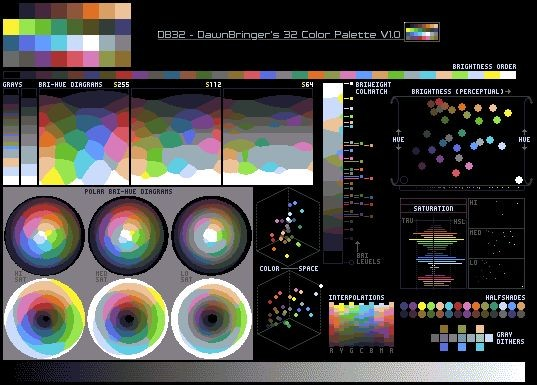 DB32 - DawnBringer's 32 Color Palette V1.0
BRIGHTNESS ORDER
GRAYS
BRI-HUE DIAGRAMS
S255
S112
S64
BRIWEIGHT
COLMATCH
BRIGHTNESS (PERCEPTUAL)
HUE
HUE
POLAR BRI-HUE DIAGRAMS
SATURATION
HI
TRU
HSL
MED
LO
BRI
LEVELS
HI
SAT
MED
SAT
LO
SAT
COLOR
SPACE
INTERPOLATIONS
HALFSHADES
GRAY
DITHERS
R Y G C B M R